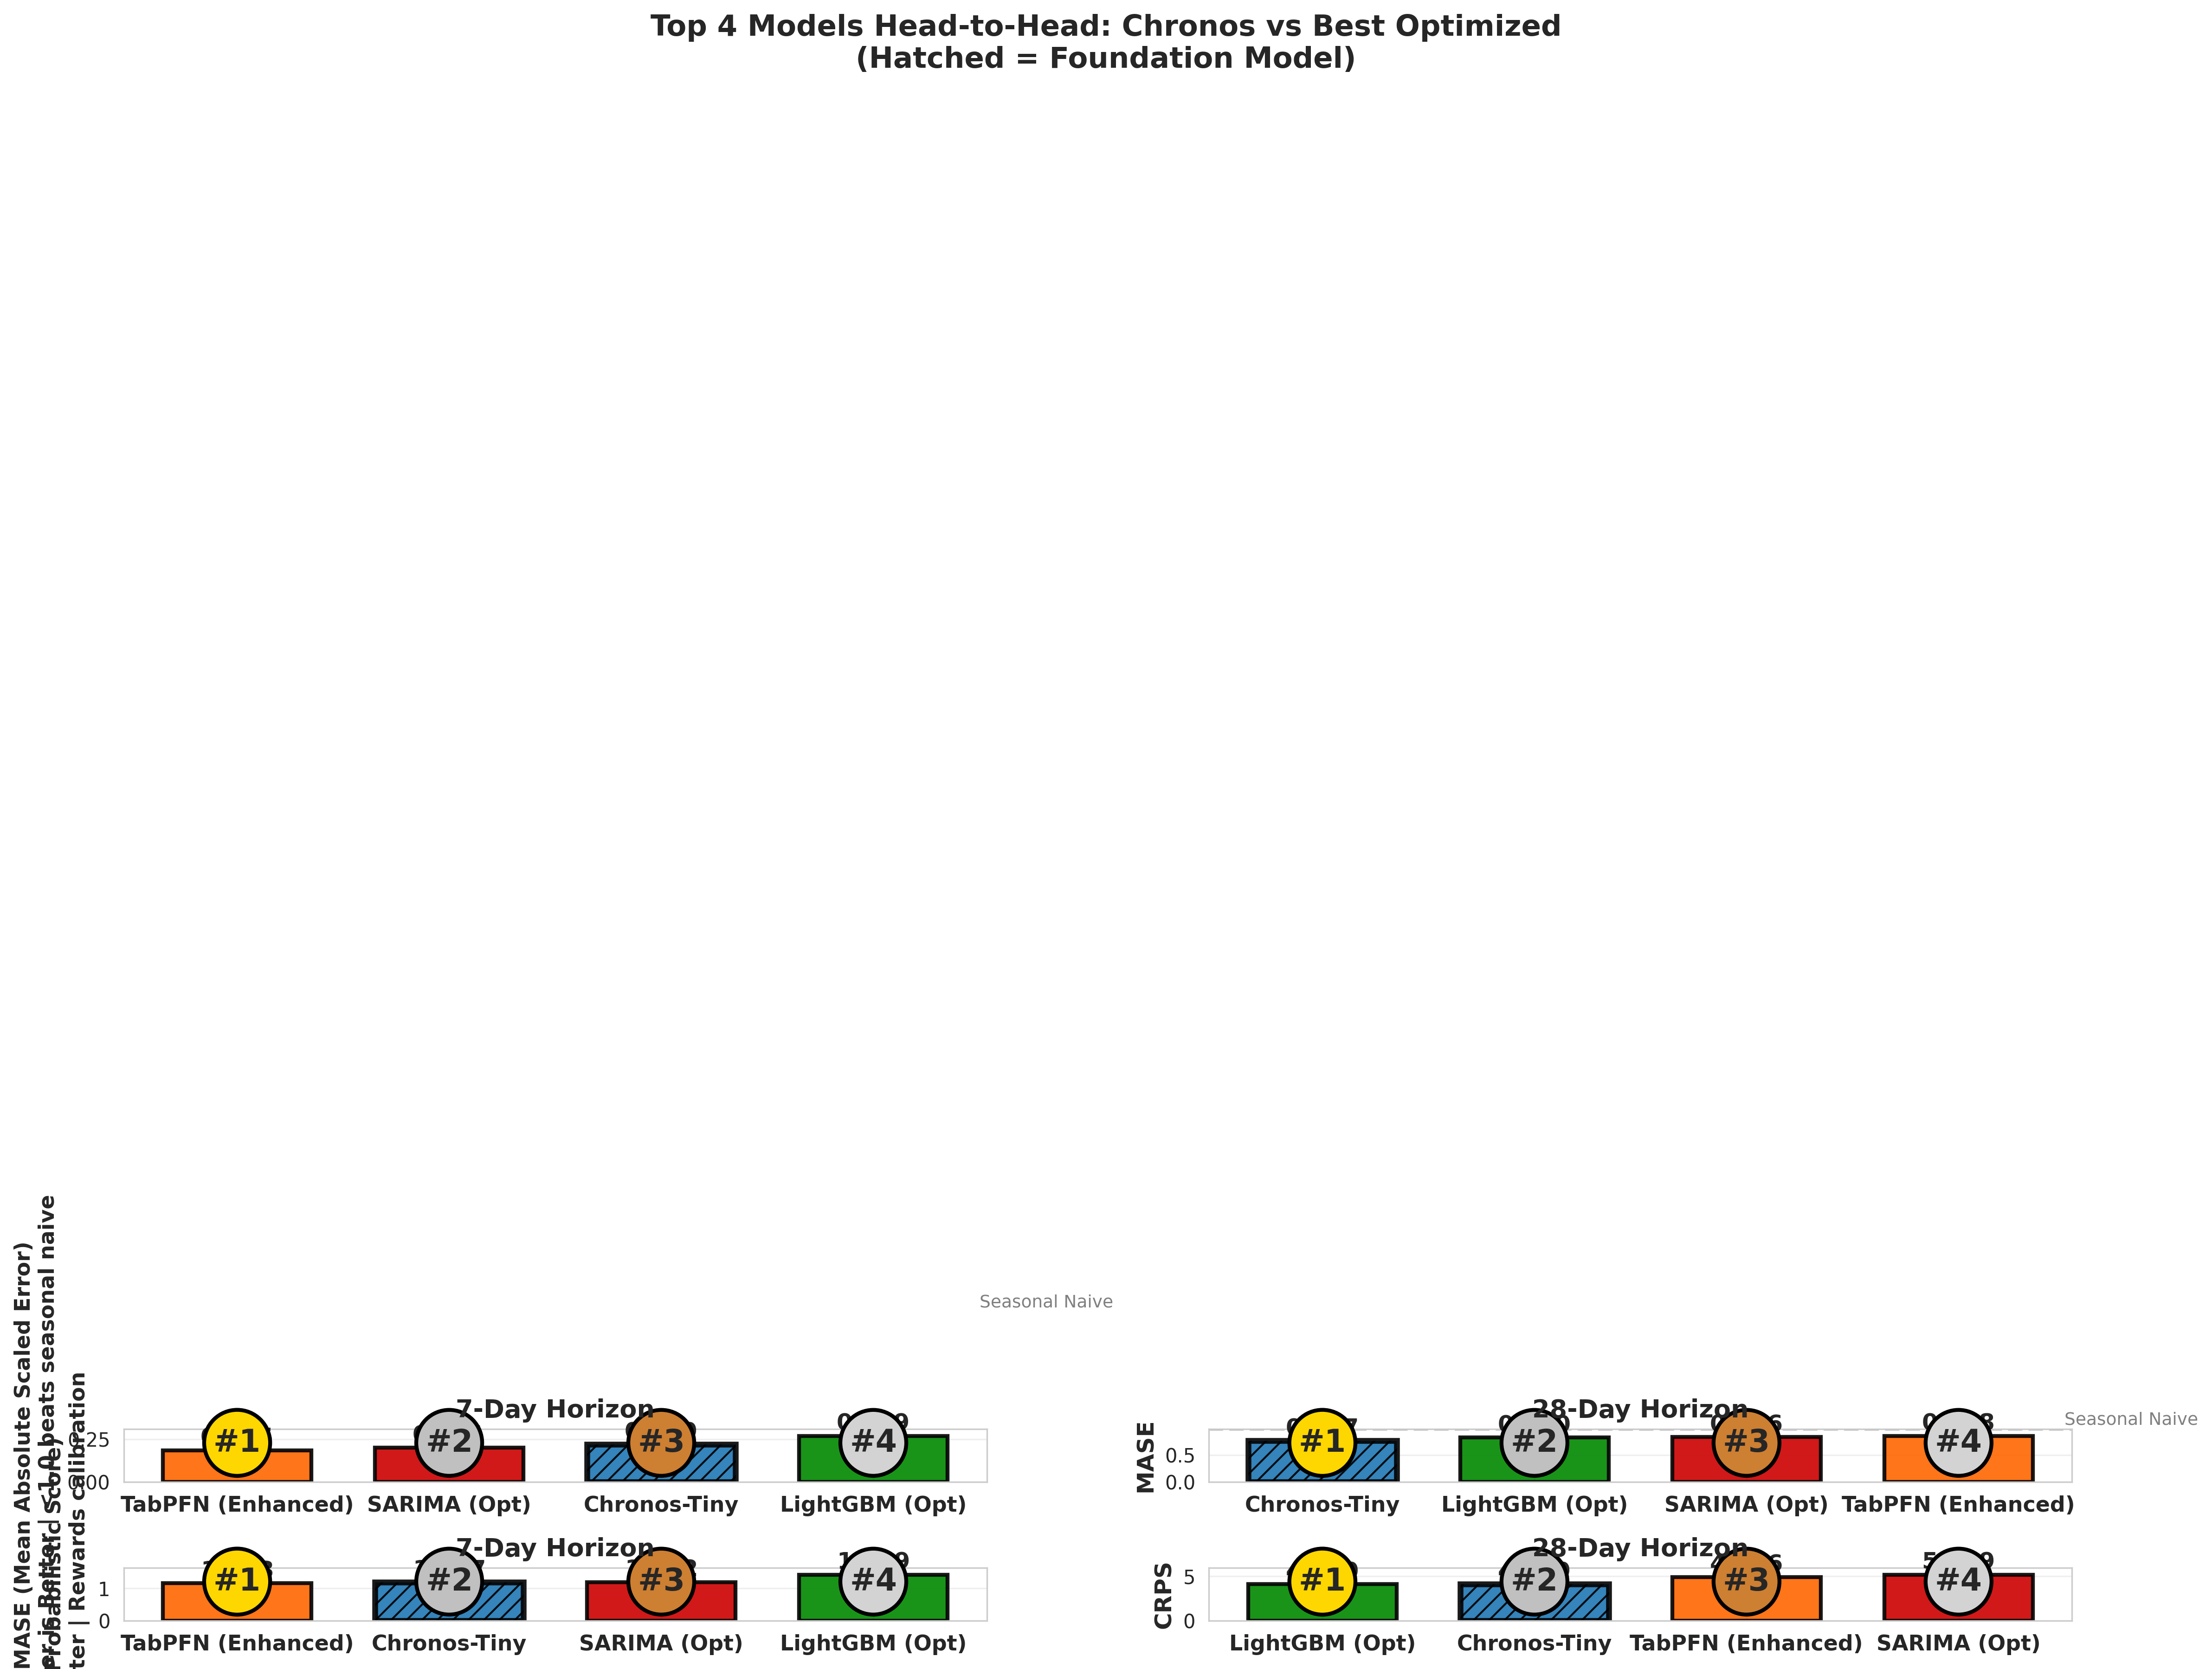 Top 4 Models Head-to-Head: Chronos vs Best Optimized
(Hatched = Foundation Model)
MASE (Mean Absolute Scaled Error)
beats seasonal naive
Probabilistic Score)
| Rewards calibration
Seasonal Naive
7-Day Horizon
0.25
0.00
#1
#2
#3
#4
TabPFN (Enhanced)
SARIMA (Opt)
Chronos-Tiny
LightGBM (Opt)
28-Day Horizon
Seasonal Naive
MASE
0.5
0.0
#1
#2
#3
#4
Chronos-Tiny
LightGBM (Opt)
SARIMA (Opt)
TabPFN (Enhanced)
7-Day Horizon
1
0
#1
#2
#3
#4
TabPFN (Enhanced)
Chronos-Tiny
SARIMA (Opt)
LightGBM (Opt)
28-Day Horizon
CRPS
5
0
#1
#2
#3
#4
LightGBM (Opt)
Chronos-Tiny
TabPFN (Enhanced)
SARIMA (Opt)